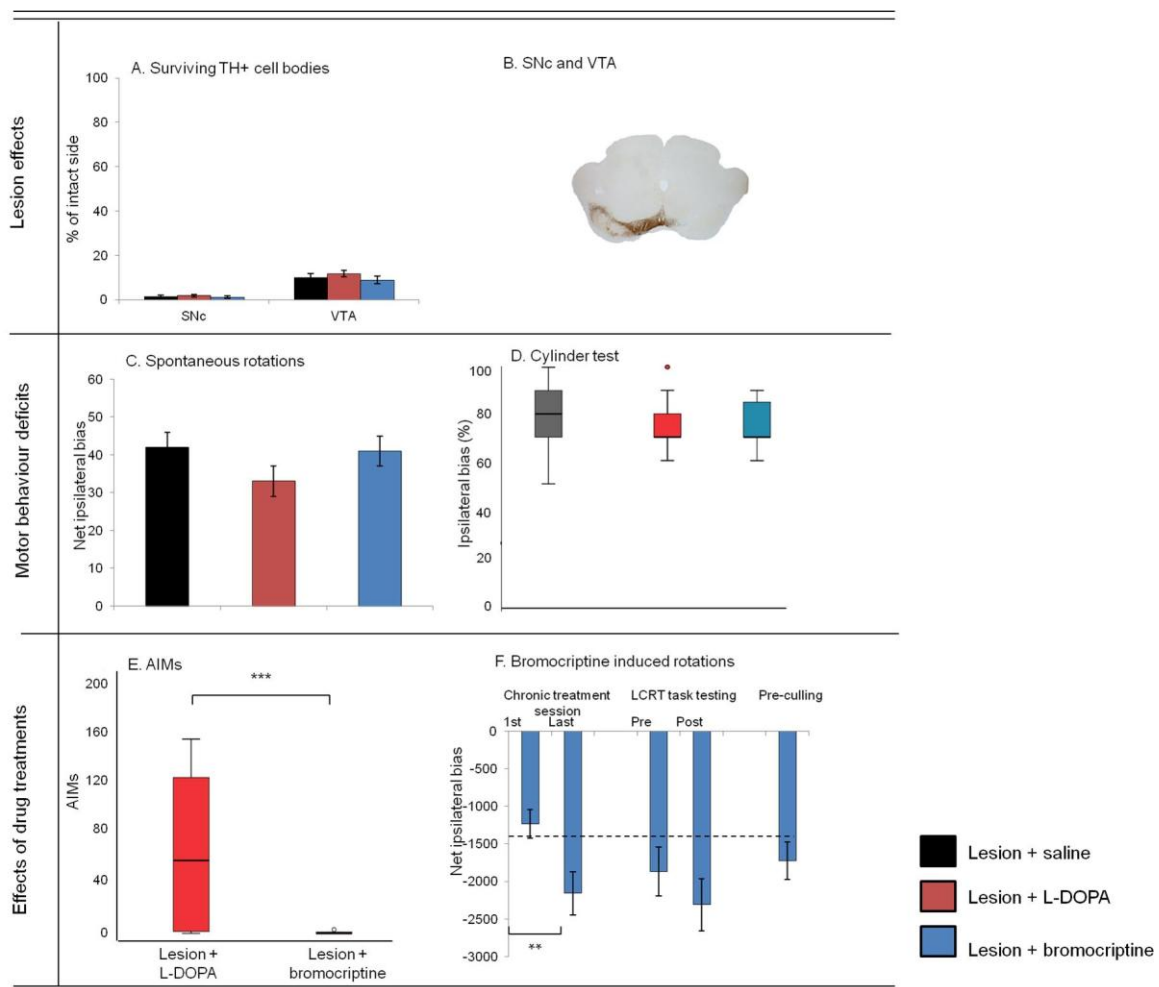 Lesion effects
A. Surviving TH+ cell bodies
% of intact side
100
80
60
40
20
0
SNc
VTA
B. SNc and VTA
Motor behaviour deficits
C. Spontaneous rotations
Net ipsilateral bias
60
50
40
30
20
10
0
D. Cylinder test
Ipsilateral bias (%)
100
80
60
40
20
0
Effects of drug treatments
E. AIMs
***
AIMs
200
160
120
80
40
0
Lesion +
L-DOPA
Lesion +
bromocriptine
F. Bromocriptine induced rotations
Chronic treatment
session
LCRT task testing
Pre-culling
1st
Last
Pre
Post
Net ipsilateral bias
0
-500
-1000
-1500
-2000
-2500
-3000
**
Lesion + saline
Lesion + L-DOPA
Lesion + bromocriptine